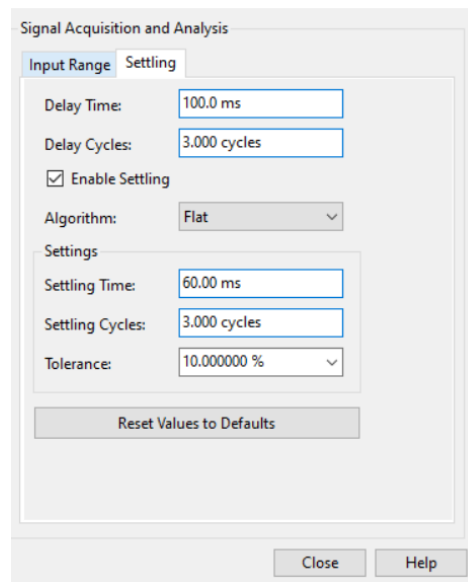 Signal Acquisition and Analysis
Input Range Settling
Delay Time: 100.0 ms
Delay Cycles: 3.000 cycles
Enable Settling
Algorithm: Flat
Settings
Settling Time: 60.00 ms
Settling Cycles: 3.000 cycles
Tolerance: 10.000000 %
Reset Values to Defaults
Close Help